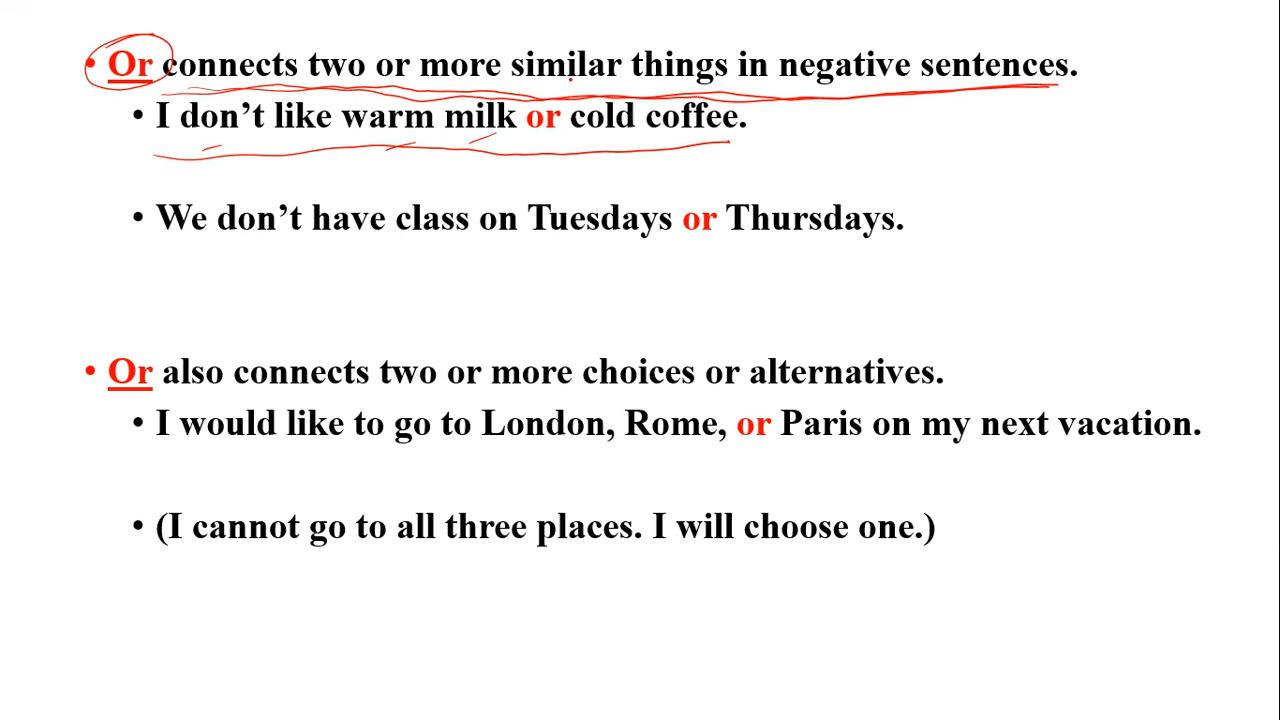 • Or connects two or more similar things in negative sentences.
• I don’t like warm milk or cold coffee.
• We don’t have class on Tuesdays or Thursdays.
• Or also connects two or more choices or alternatives.
• I would like to go to London, Rome, or Paris on my next vacation.
• (I cannot go to all three places. I will choose one.)